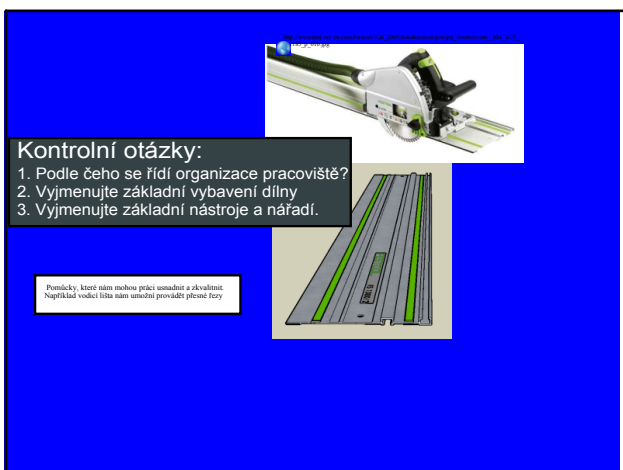 Kontrolní otázky:
1. Podle čeho se řídí organizace pracoviště?
2. Vyjmenujte základní vybavení dílny
3. Vyjmenujte základní nástroje a nářadí.
Pomůcky, které nám mohou práci usnadnit a zkvalitnit.
Například vodicí lišta nám umožní provádět přesné řezy